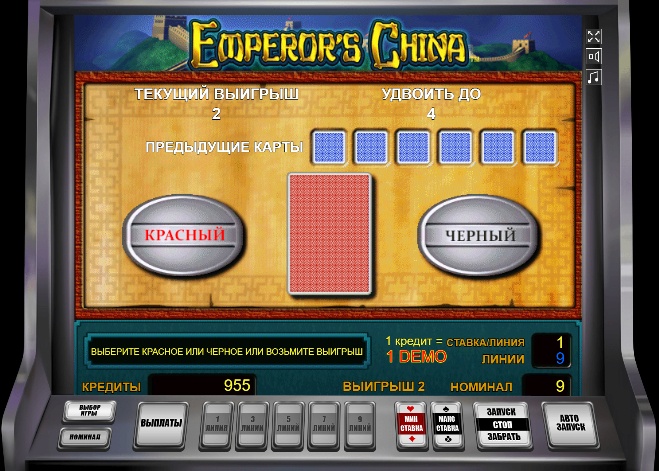 EMPEROR'S CHINA
ТЕКУЩИЙ ВЫИГРЫШ
2
УДВОИТЬ ДО
4
ПРЕДЫДУЩИЕ КАРТЫ
КРАСНЫЙ
ЧЕРНЫЙ
ВЫБЕРИТЕ КРАСНОЕ ИЛИ ЧЕРНОЕ ИЛИ ВОЗЬМИТЕ ВЫИГРЫШ
1 кредит =
1 DEMO
СТАВКА/ЛИНИЯ 1
ЛИНИИ 9
КРЕДИТЫ 955
ВЫИГРЫШ 2
НОМИНАЛ 9
ВЫБОР
ИГРЫ
НОМИНАЛ
ВЫПЛАТЫ
1
ЛИНИЯ
3
ЛИНИИ
5
ЛИНИЙ
7
ЛИНИЙ
9
ЛИНИЙ
МИН
СТАВКА
МАКС
СТАВКА
ЗАПУСК
СТОП
ЗАБРАТЬ
АВТО
ЗАПУСК